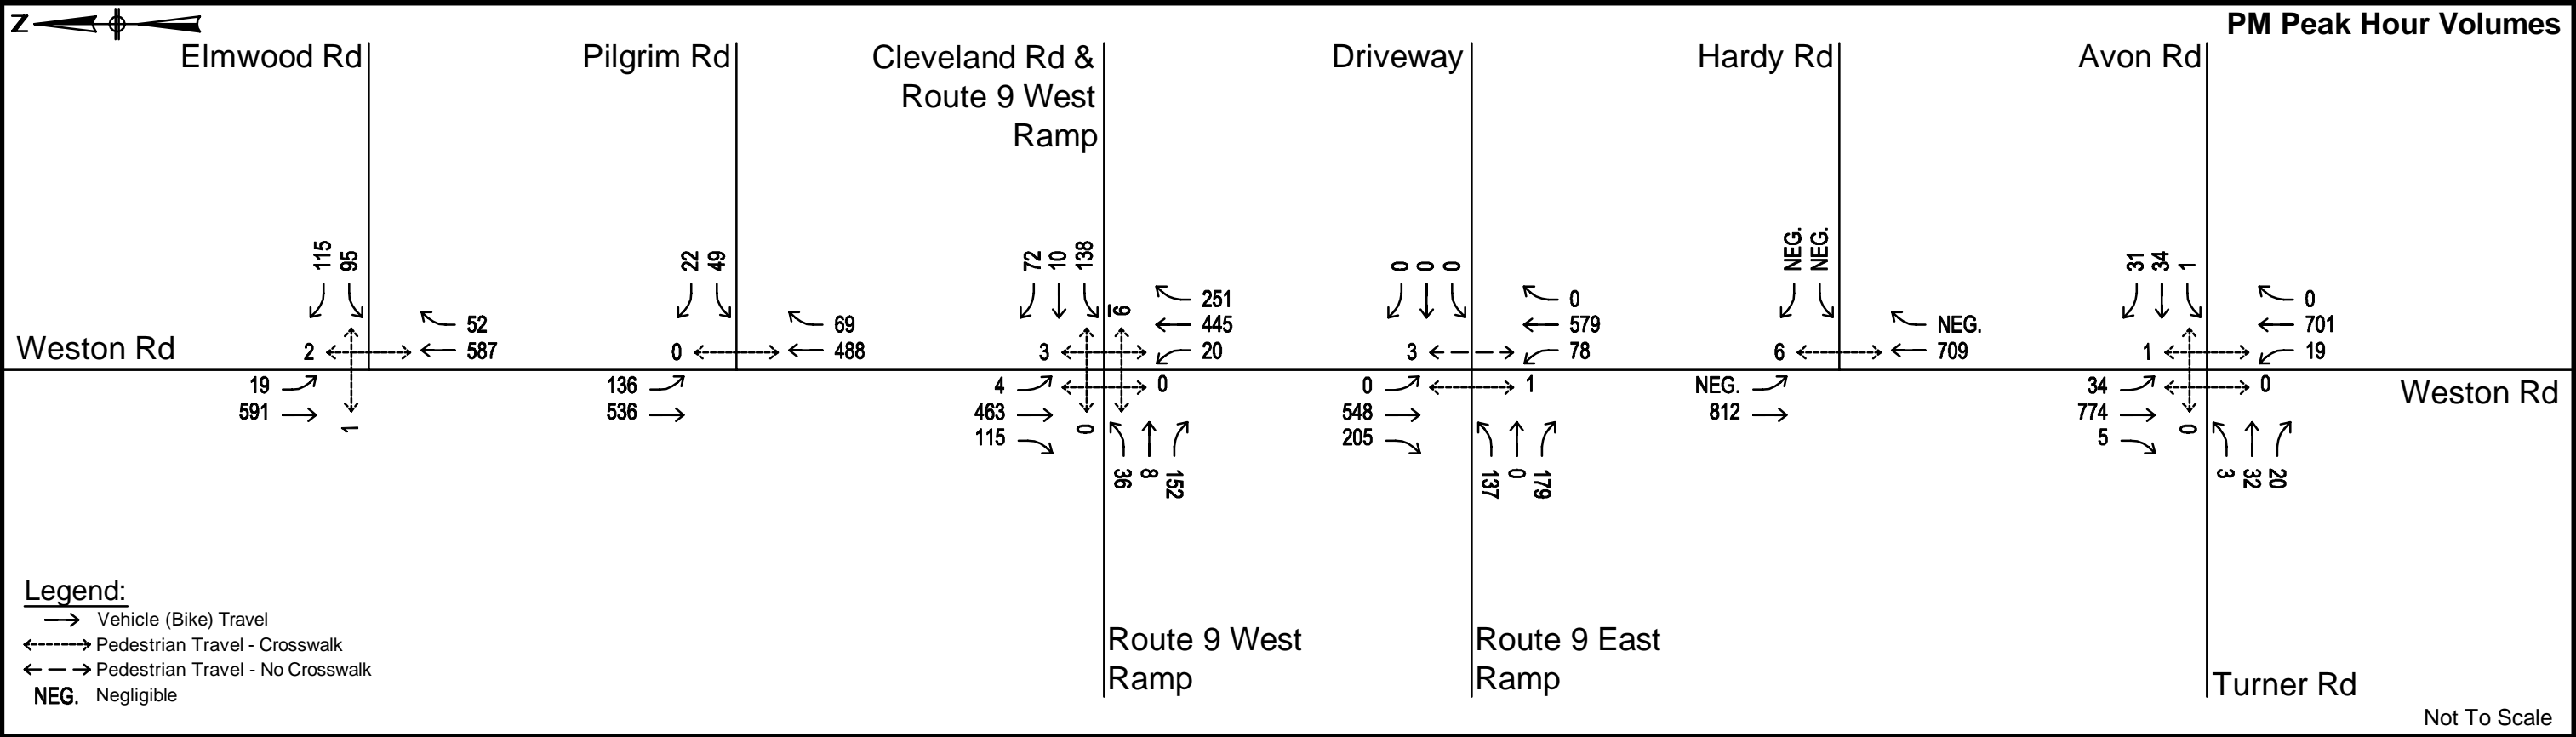 Z
PM Peak Hour Volumes
Elmwood Rd
Pilgrim Rd
Cleveland Rd &
Route 9 West
Ramp
Driveway
Hardy Rd
Avon Rd
Weston Rd
115
95
52
587
2
19
591
1
22
49
69
488
0
136
536
72
10
138
6
251
445
20
3
0
4
463
115
0
36
8
152
0
0
0
0
579
78
3
1
0
548
205
137
0
179
NEG.
NEG.
NEG.
709
6
NEG.
812
31
34
1
0
701
19
1
0
34
774
5
0
3
32
20
Weston Rd
Legend:
Vehicle (Bike) Travel
Pedestrian Travel - Crosswalk
Pedestrian Travel - No Crosswalk
NEG. Negligible
Route 9 West
Ramp
Route 9 East
Ramp
Turner Rd
Not To Scale